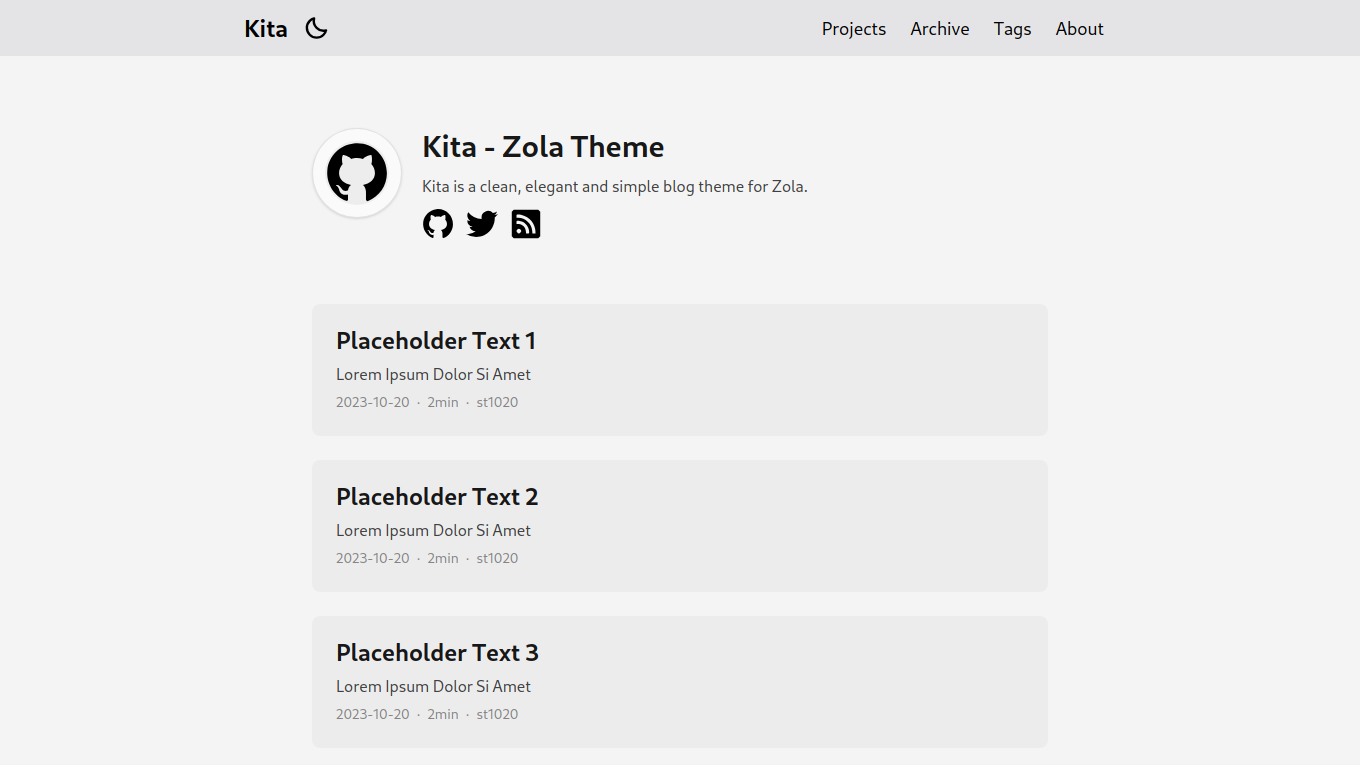 Kita
Projects Archive Tags About
Kita - Zola Theme
Kita is a clean, elegant and simple blog theme for Zola.
Placeholder Text 1
Lorem Ipsum Dolor Si Amet
2023-10-20 · 2min · st1020
Placeholder Text 2
Lorem Ipsum Dolor Si Amet
2023-10-20 · 2min · st1020
Placeholder Text 3
Lorem Ipsum Dolor Si Amet
2023-10-20 · 2min · st1020